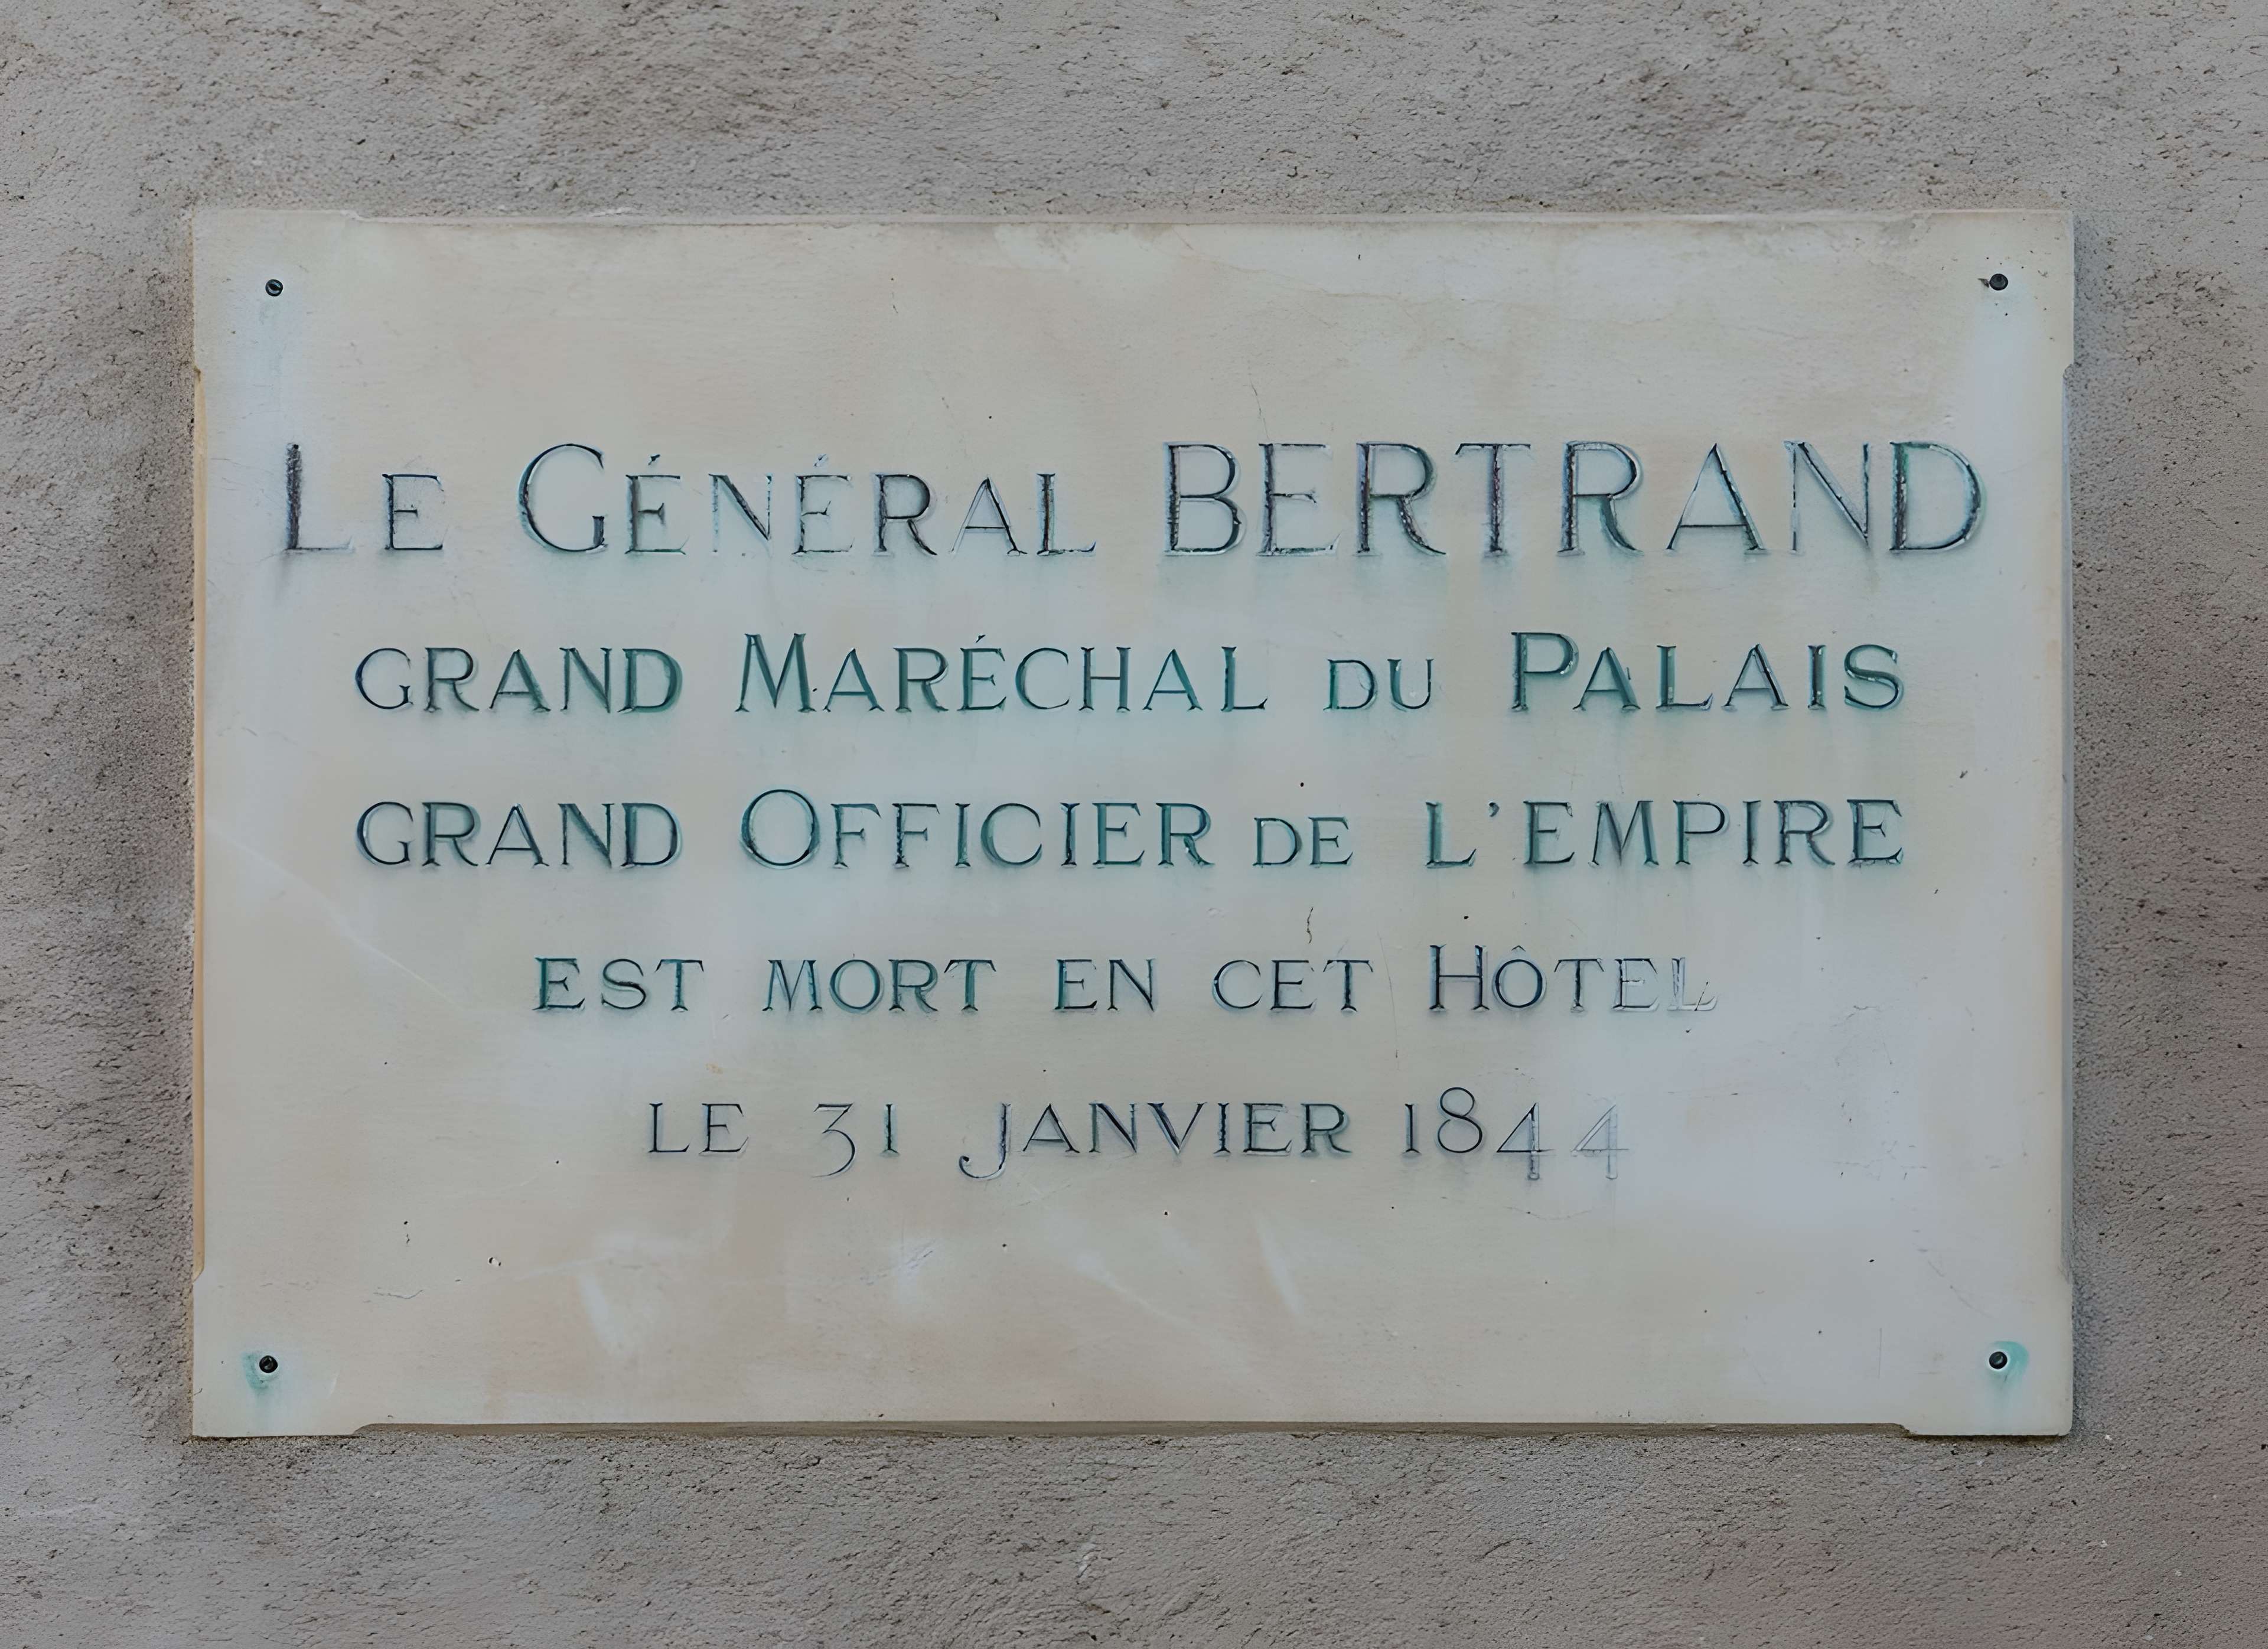 LE GÉNÉRAL BERTRAND
GRAND MARÉCHAL DU PALAIS
GRAND OFFICIER DE L'EMPIRE
EST MORT EN CET HÔTEL
LE 31 JANVIER 1844